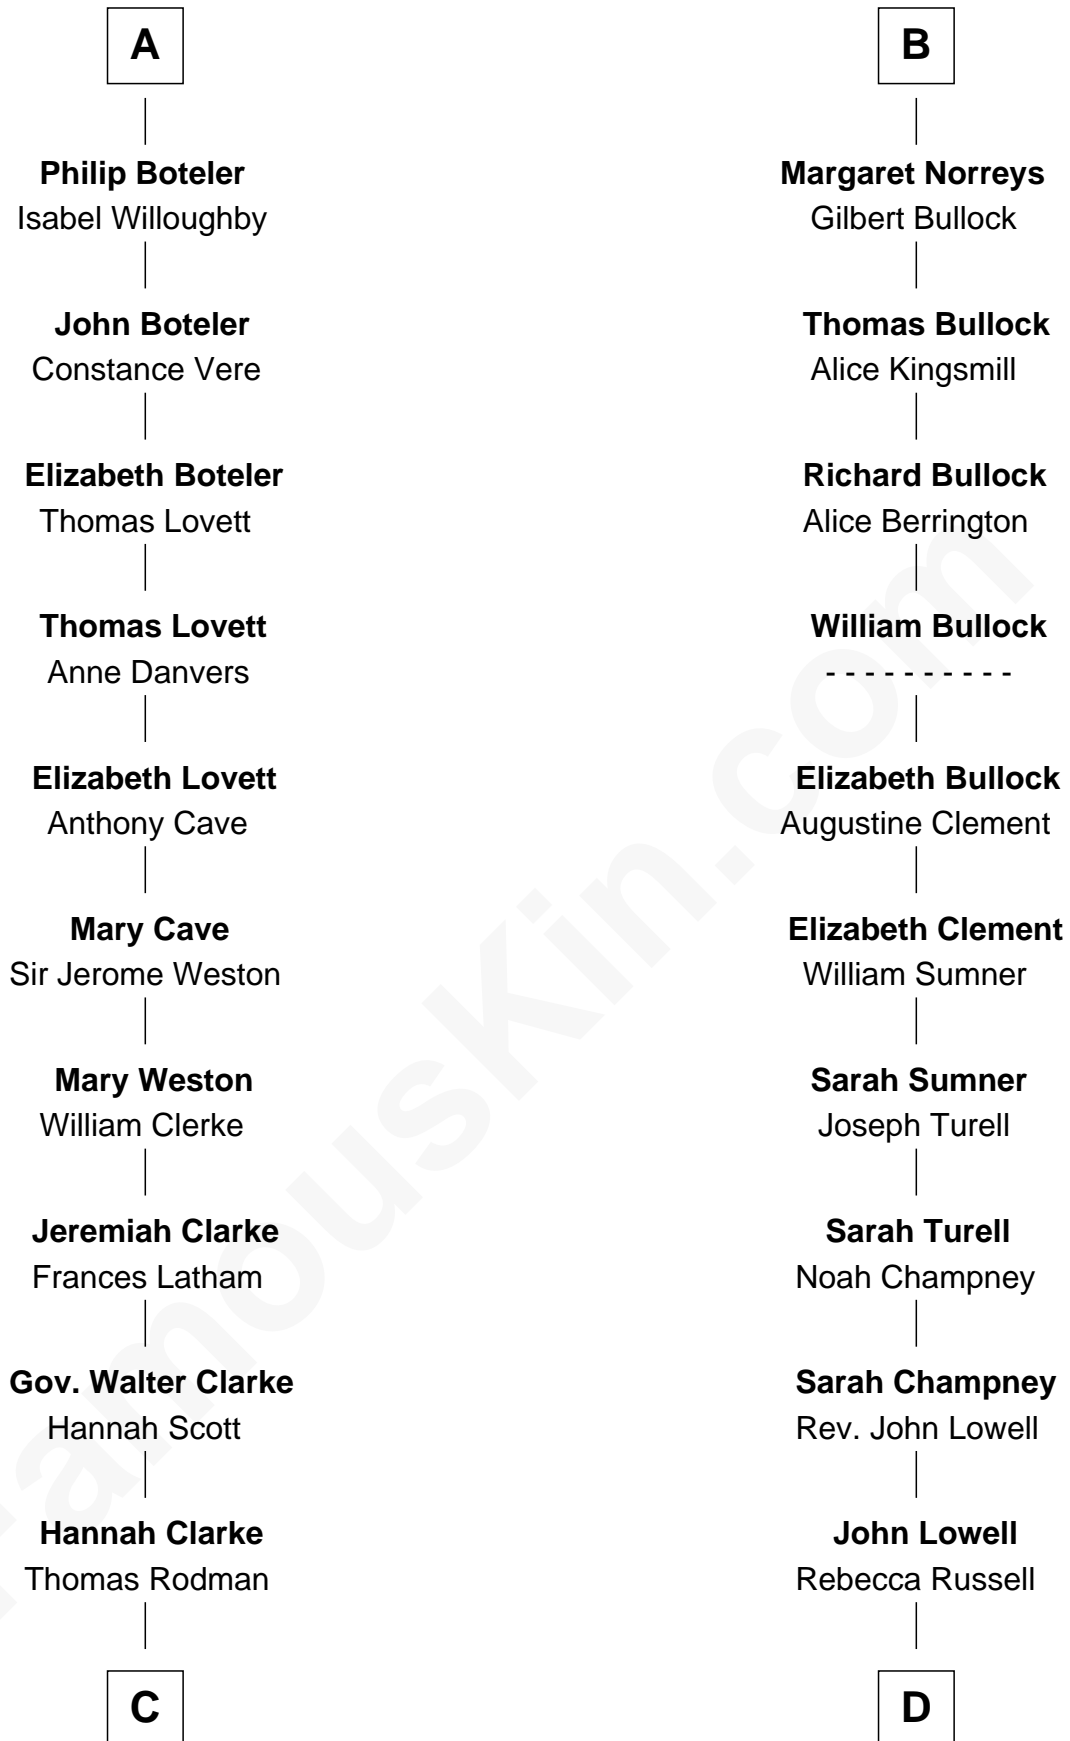 A
Philip Boteler
Isabel Willoughby
John Boteler
Constance Vere
Elizabeth Boteler
Thomas Lovett
Thomas Lovett
Anne Danvers
Elizabeth Lovett
Anthony Cave
Mary Cave
Sir Jerome Weston
Mary Weston
William Clerke
Jeremiah Clarke
Frances Latham
Gov. Walter Clarke
Hannah Scott
Hannah Clarke
Thomas Rodman
C
B
Margaret Norreys
Gilbert Bullock
Thomas Bullock
Alice Kingsmill
Richard Bullock
Alice Berrington
William Bullock
- - - - - - - - - -
Elizabeth Bullock
Augustine Clement
Elizabeth Clement
William Sumner
Sarah Sumner
Joseph Turell
Sarah Turell
Noah Champney
Sarah Champney
Rev. John Lowell
John Lowell
Rebecca Russell
D
FamousKin.com